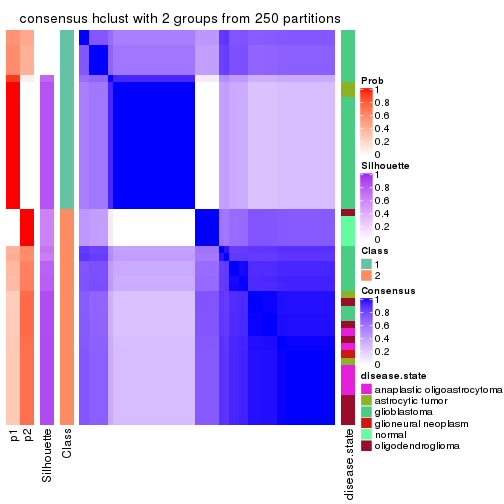 consensus hclust with 2 groups from 250 partitions
Prob
1
0.8
0.6
0.4
0.2
0
Silhouette
1
0.8
0.6
0.4
0.2
0
Class
1
2
Consensus
1
0.8
0.6
0.4
0.2
0
disease.state
anaplastic oligoastrocytoma
astrocytic tumor
glioblastoma
glioneural neoplasm
normal
oligodendroglioma
p1
p2
Silhouette
Class
disease.state